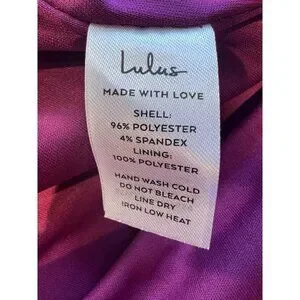 Lulus
MADE WITH LOVE
SHELL:
96% POLYESTER
4% SPANDEX
LINING:
100% POLYESTER
HAND WASH COLD
DO NOT BLEACH
LINE DRY
IRON LOW HEAT